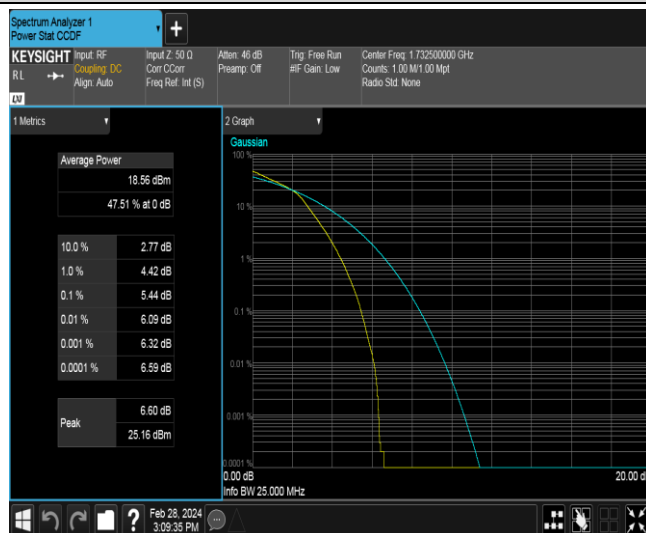 Spectrum Analyzer 1
Power Stat CCDF
+
KEYSIGHT
RL
LXI
Input: RF
Coupling: DC
Align: Auto
Input Z: 50 Ω
Corr CCorr
Freq Ref: Int (S)
Atten: 46 dB
Preamp: Off
Trig: Free Run
#IF Gain: Low
Center Freq: 1.732500000 GHz
Counts: 1.00 M/1.00 Mpt
Radio Std: None
1 Metrics
Average Power
18.56 dBm
47.51 % at 0 dB
10.0 % 2.77 dB
1.0 % 4.42 dB
0.1 % 5.44 dB
0.01 % 6.09 dB
0.001 % 6.32 dB
0.0001 % 6.59 dB
Peak 6.60 dB
25.16 dBm
2 Graph
Gaussian
100 %
10 %
1 %
0.1 %
0.01 %
0.001 %
0.0001 %
0.00 dB 20.00 d
Info BW 25.000 MHz
?
Feb 28, 2024
3:09:35 PM